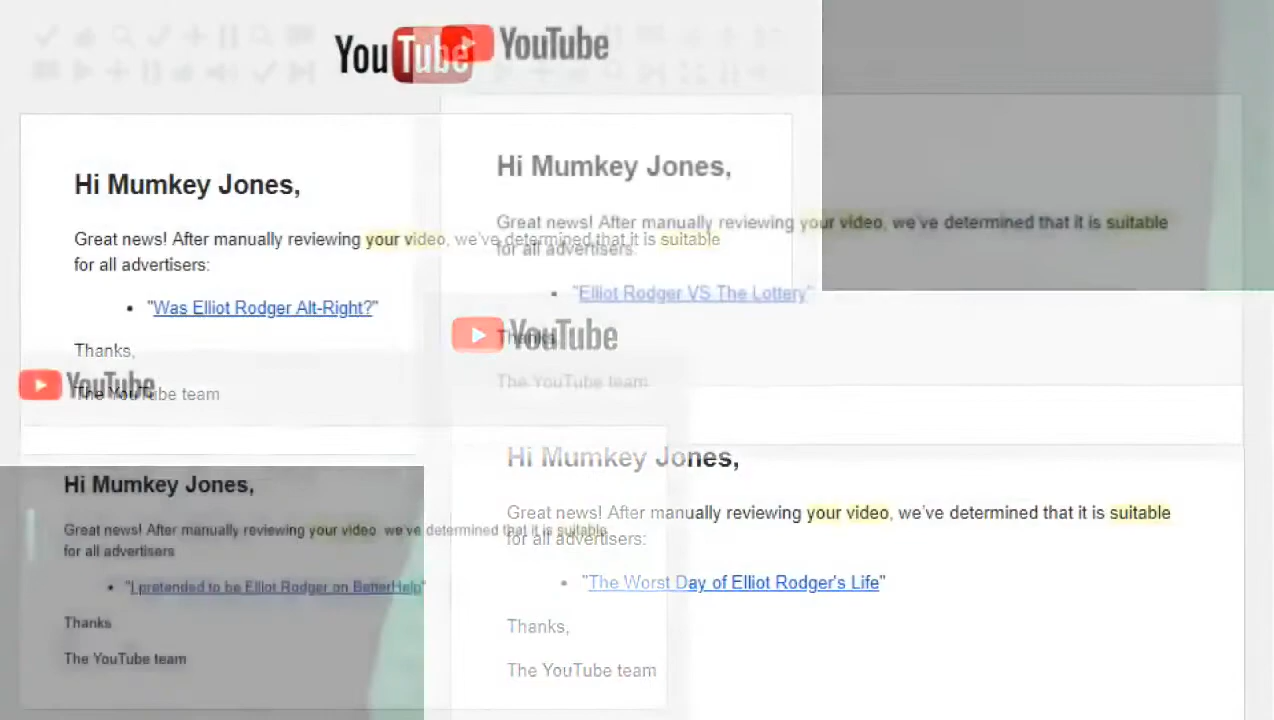 YouTube
YouTube
Hi Mumkey Jones,
Great news! After manually reviewing your video, we've determined that it is suitable
for all advertisers:
"Was Elliot Rodger Alt-Right?"
Thanks,
The YouTube team
Hi Mumkey Jones,
Great news! After manually reviewing your video, we've determined that it is suitable
for all advertisers:
"Elliot Rodger VS The Lottery"
Thanks,
The YouTube team
YouTube
Hi Mumkey Jones,
Great news! After manually reviewing your video, we've determined that it is suitable
for all advertisers
"I pretended to be Elliot Rodger on BetterHelp"
Thanks
The YouTube team
YouTube
Hi Mumkey Jones,
Great news! After manually reviewing your video, we've determined that it is suitable
for all advertisers:
"The Worst Day of Elliot Rodger's Life"
Thanks,
The YouTube team